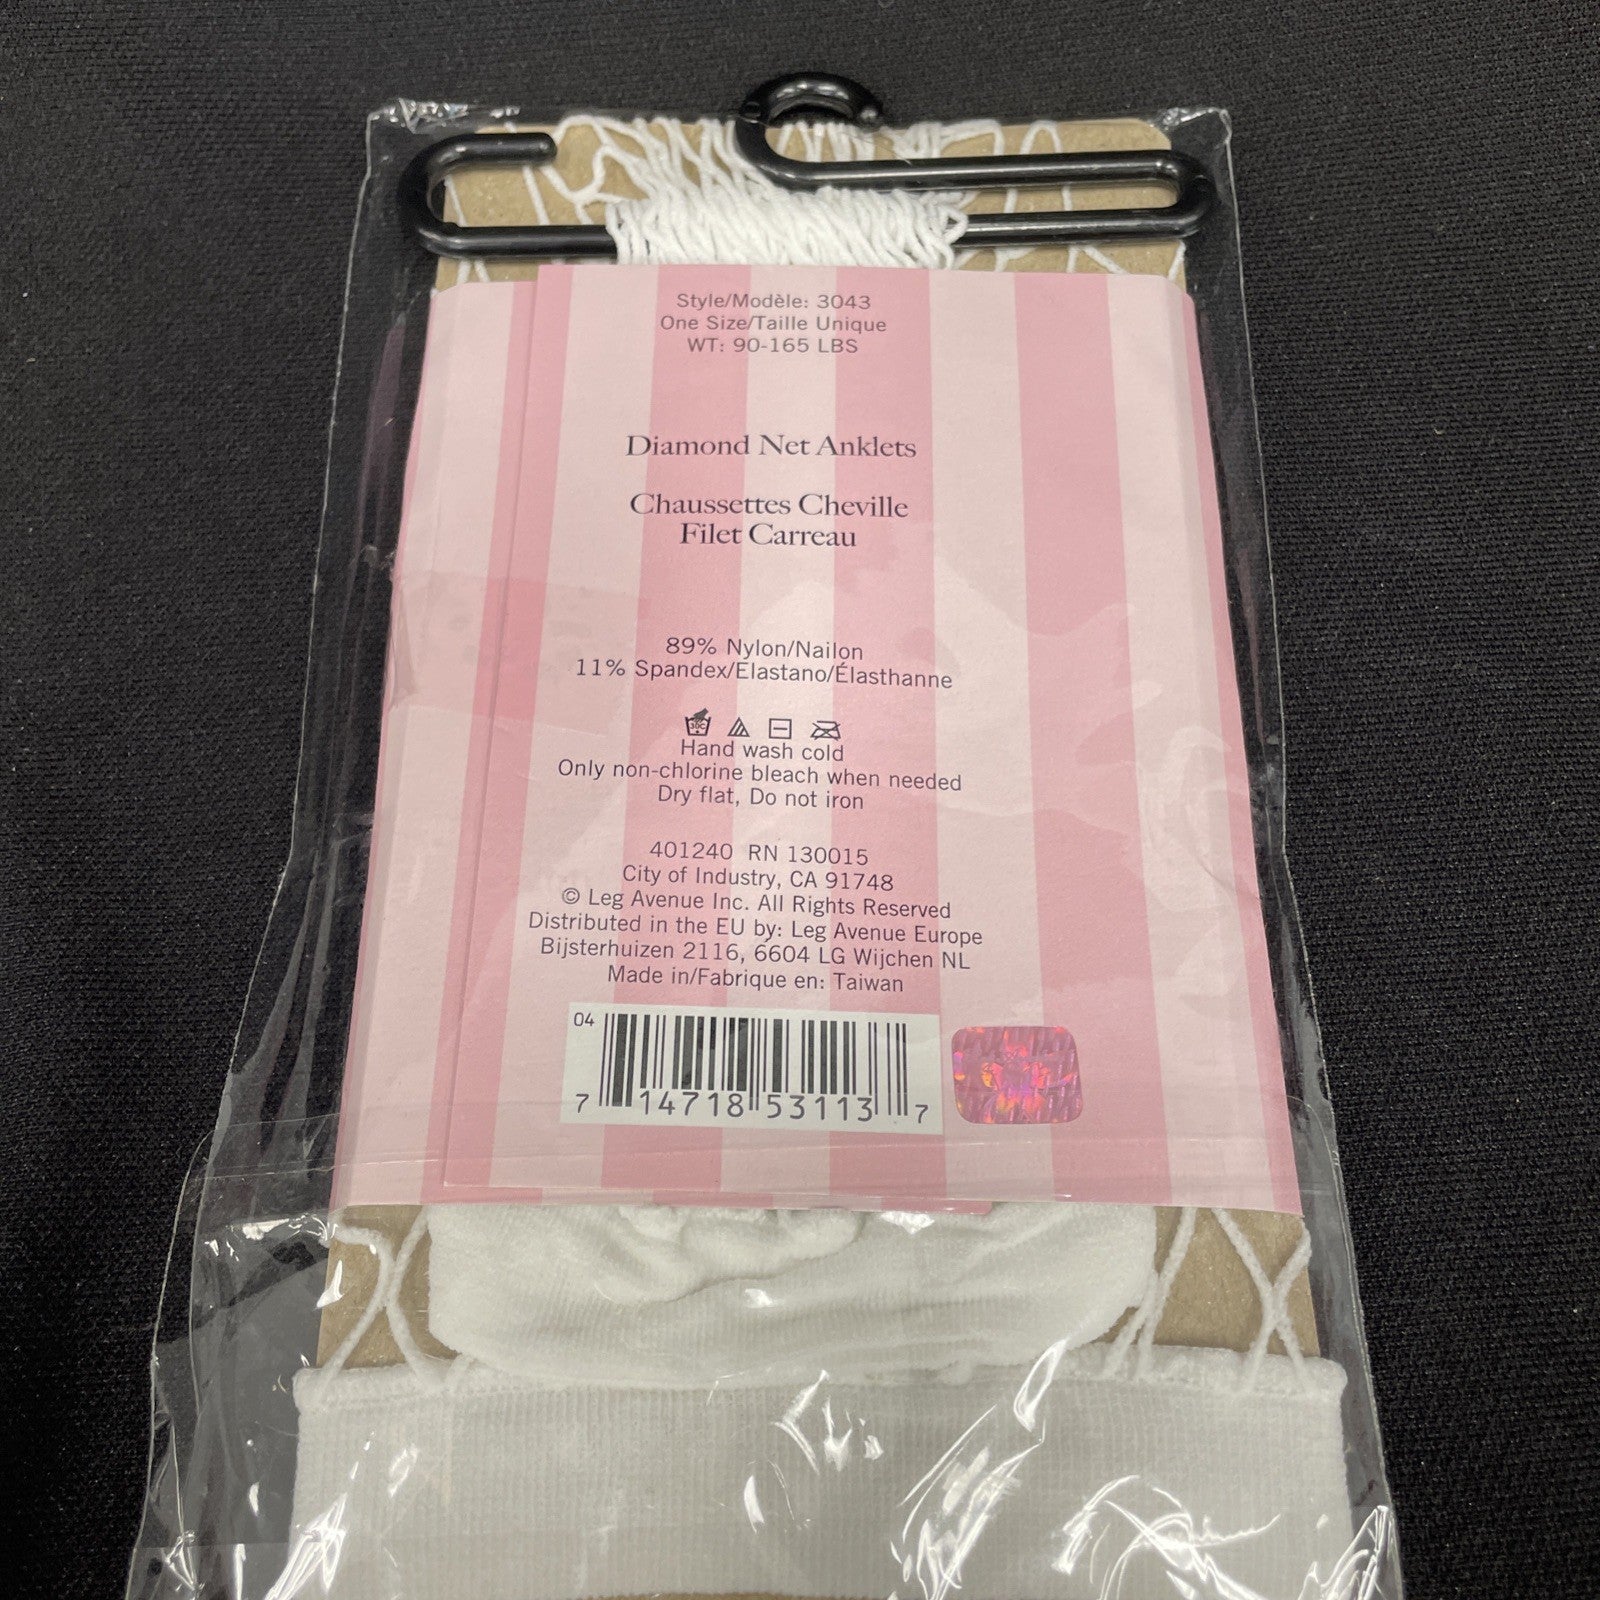 Style/Modèle: 3043
One Size/Taille Unique
WT: 90-165 LBS
Diamond Net Anklets
Chaussettes Cheville
Filet Carreau
89% Nylon/Nailon
11% Spandex/Elastano/Élasthanne
30C
Hand wash cold
Only non-chlorine bleach when needed
Dry flat, Do not iron
401240 RN 130015
City of Industry, CA 91748
© Leg Avenue Inc. All Rights Reserved
Distributed in the EU by: Leg Avenue Europe
Bijsterhuizen 2116, 6604 LG Wijchen NL
Made in/Fabrique en: Taiwan
04
7 14718 53113 7